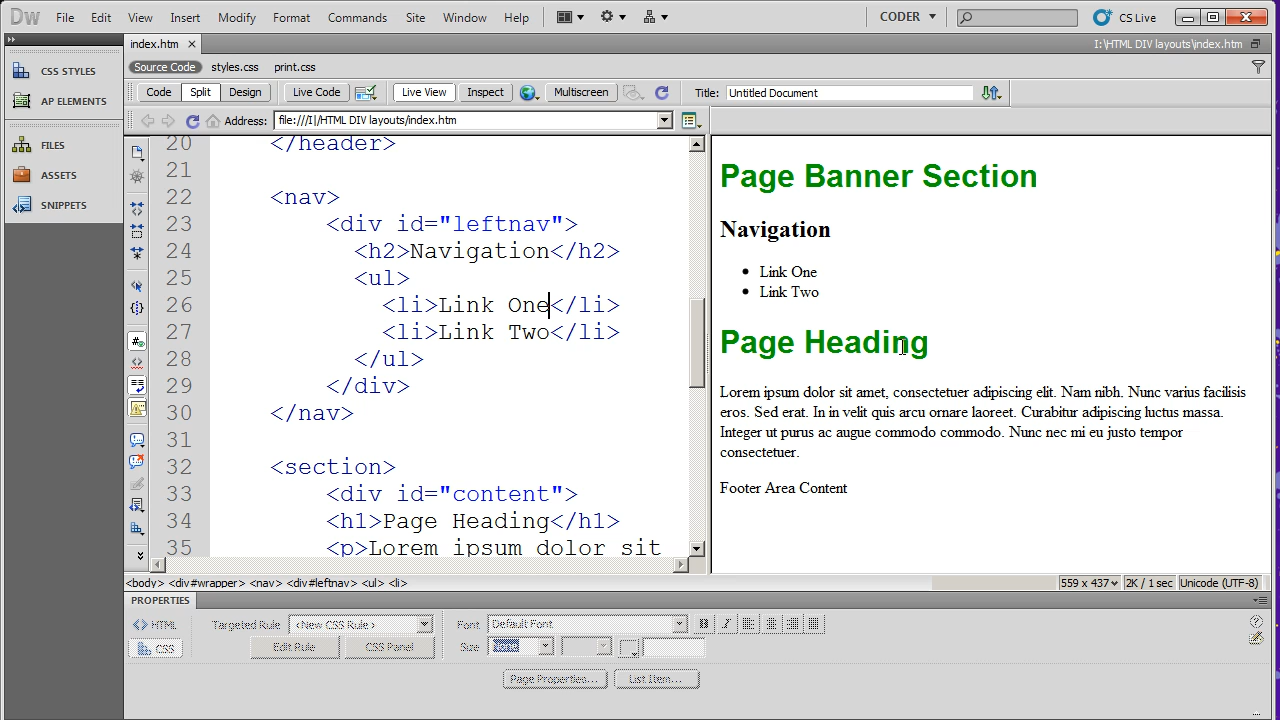 Dw File Edit View Insert Modify Format Commands Site Window Help CODER CS Live
index.htm I:\HTML DIV layouts\index.htm
Source Code styles.css print.css
Code Split Design Live Code Live View Inspect Multiscreen Title: Untitled Document
Address: file:///I|/HTML DIV layouts/index.htm
CSS STYLES
AP ELEMENTS
FILES
ASSETS
SNIPPETS
20 </header>
21
22 <nav>
23 <div id="leftnav">
24 <h2>Navigation</h2>
25 <ul>
26 <li>Link One</li>
27 <li>Link Two</li>
28 </ul>
29 </div>
30 </nav>
31
32 <section>
33 <div id="content">
34 <h1>Page Heading</h1>
35 <p>Lorem ipsum dolor sit
Page Banner Section
Navigation
• Link One
• Link Two
Page Heading
Lorem ipsum dolor sit amet, consectetuer adipiscing elit. Nam nibh. Nunc varius facilisis
eros. Sed erat. In in velit quis arcu ornare laoreet. Curabitur adipiscing luctus massa.
Integer ut purus ac augue commodo commodo. Nunc nec mi eu justo tempor
consectetuer.
Footer Area Content
<body> <div#wrapper> <nav> <div#leftnav> <ul> <li> 559 x 437 2K / 1 sec Unicode (UTF-8)
PROPERTIES
<> HTML Targeted Rule <New CSS Rule> Font Default Font B I
CSS Edit Rule CSS Panel Size
Page Properties... List Item...